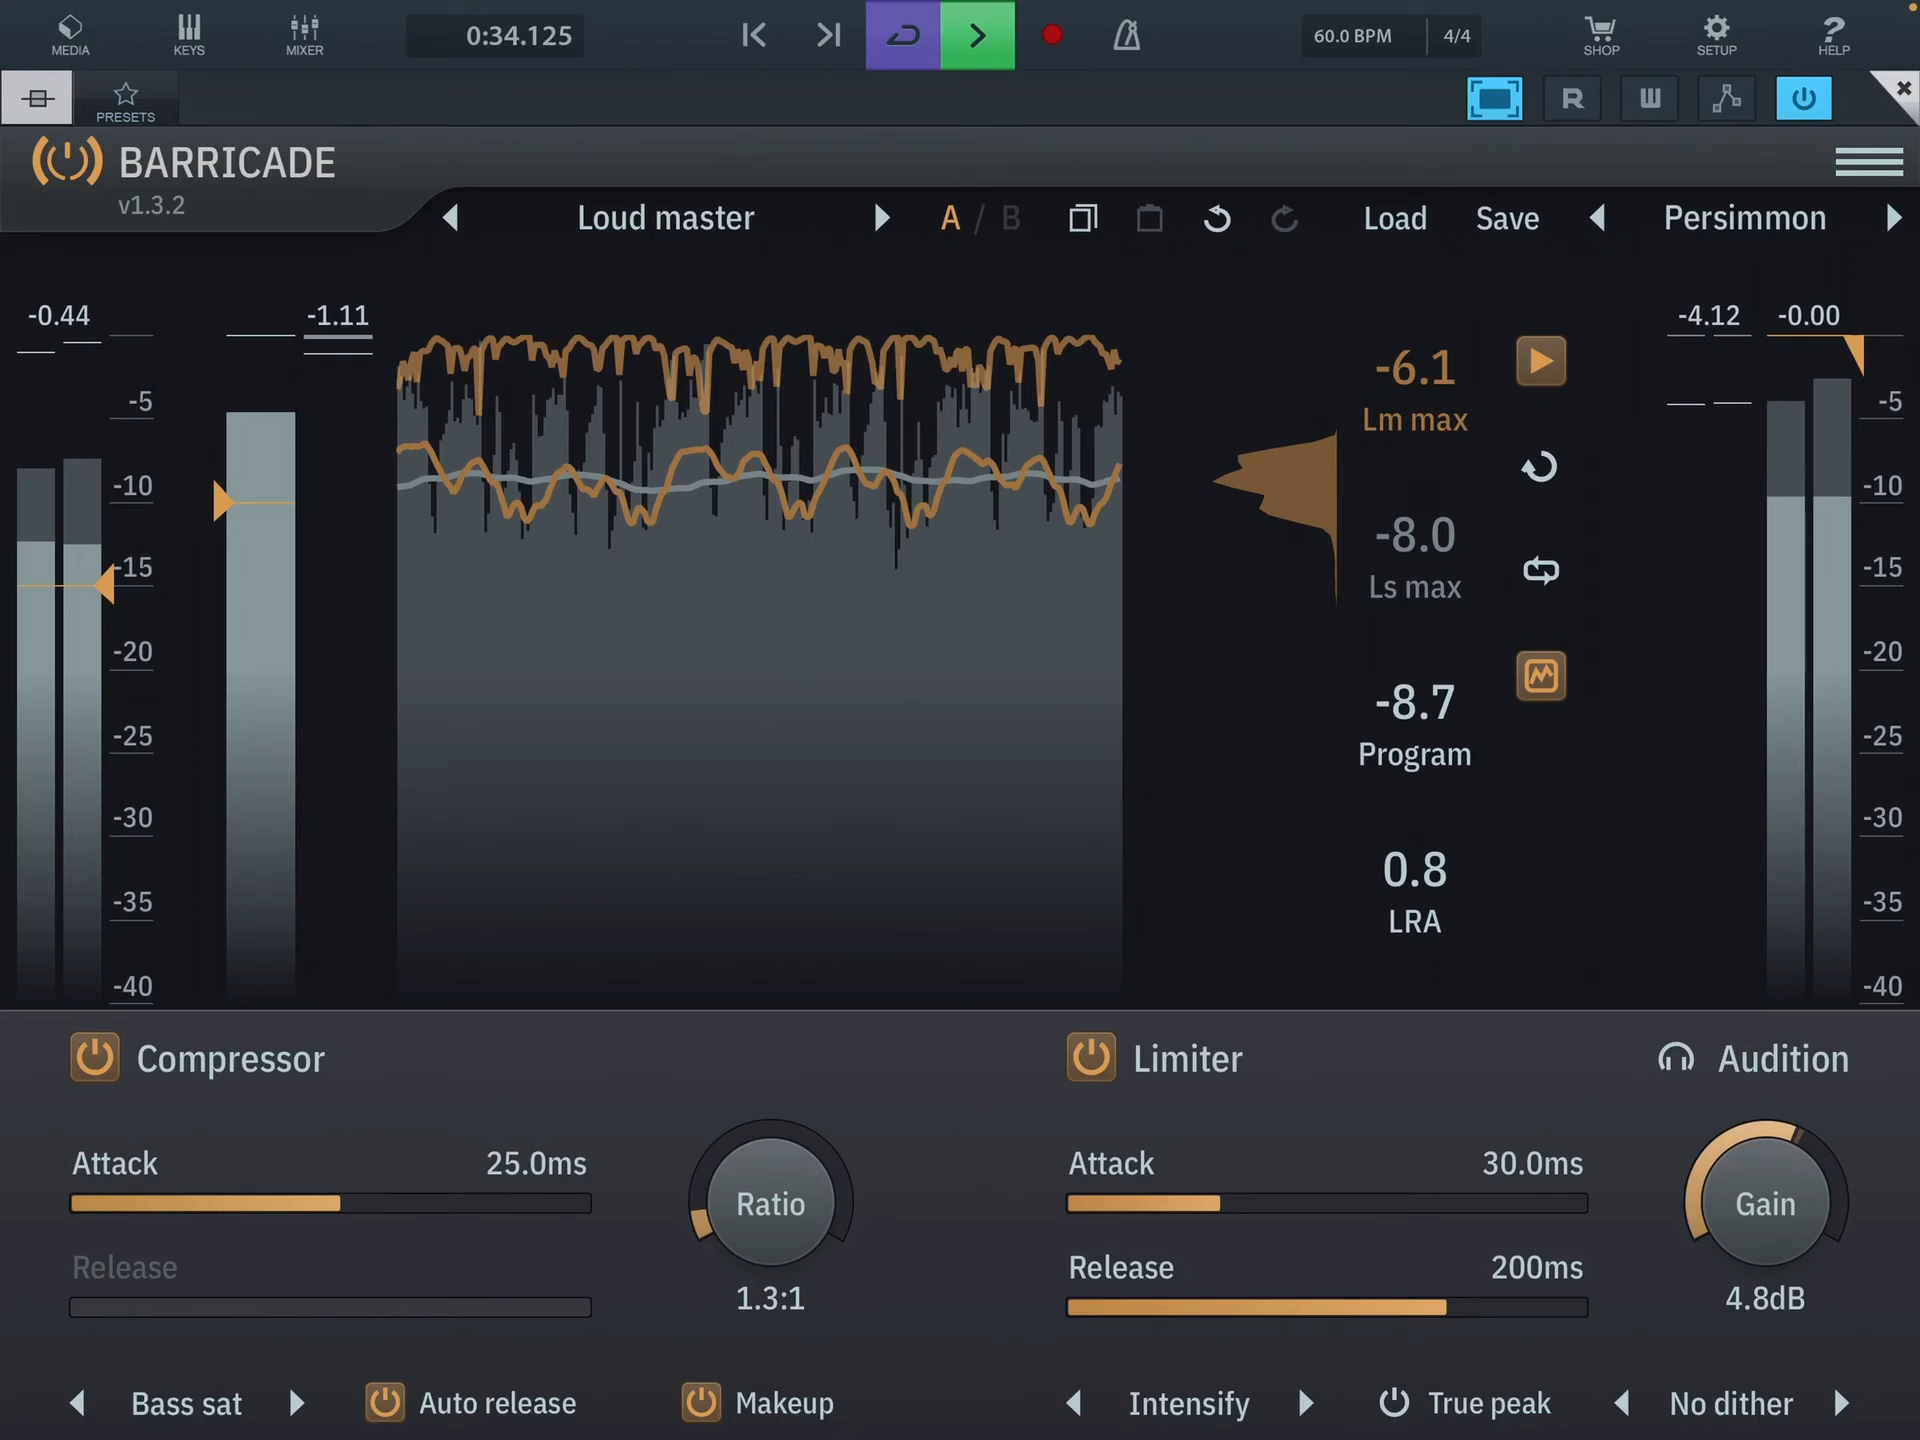 MEDIA KEYS MIXER 0:34.125 60.0 BPM 4/4 SHOP SETUP ? HELP
PRESETS R W
BARRICADE
v1.3.2
Loud master A / B Load Save Persimmon
-0.44 -1.11 -4.12 -0.00
-5 -5
-10 -10
-15 -15
-20 -20
-25 -25
-30 -30
-35 -35
-40 -40
-6.1
Lm max
-8.0
Ls max
-8.7
Program
0.8
LRA
Compressor Limiter Audition
Attack 25.0ms Ratio Attack 30.0ms Gain
Release 1.3:1 Release 200ms 4.8dB
Bass sat Auto release Makeup Intensify True peak No dither